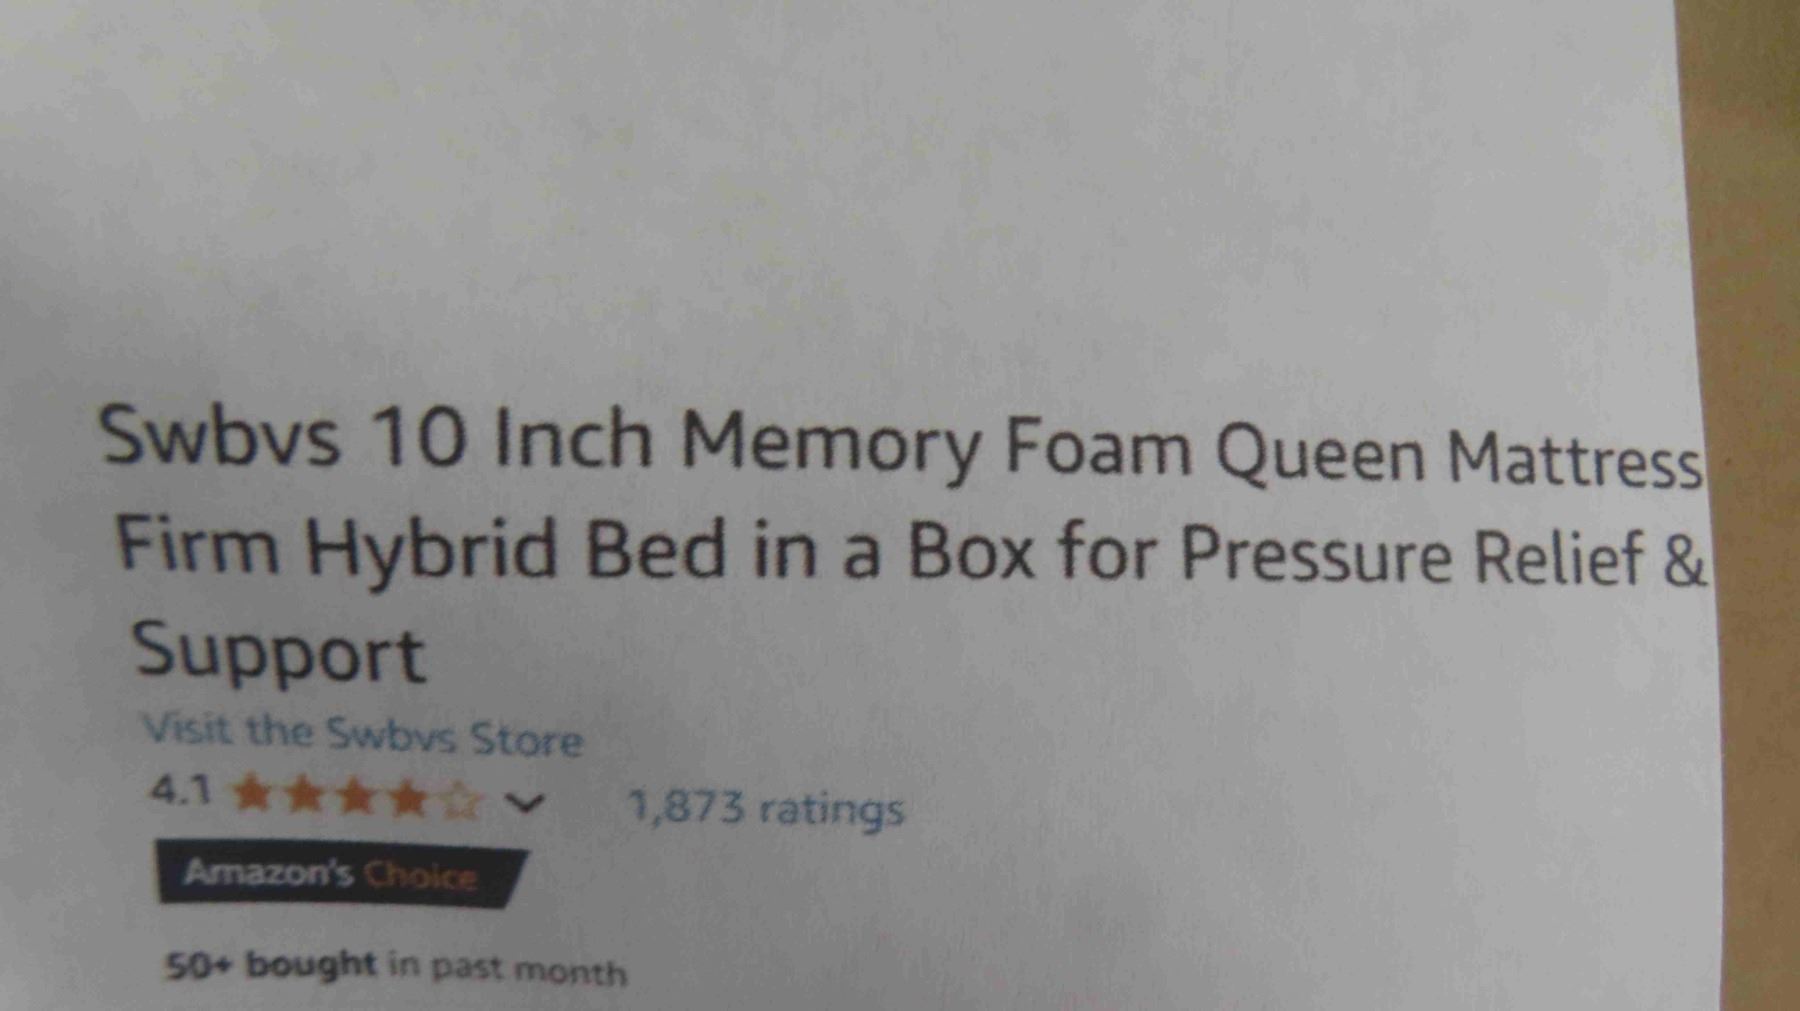 Swbvs 10 Inch Memory Foam Queen Mattress
Firm Hybrid Bed in a Box for Pressure Relief &
Support
Visit the Swbvs Store
4.1 1,873 ratings
Amazon's Choice
50+ bought in past month